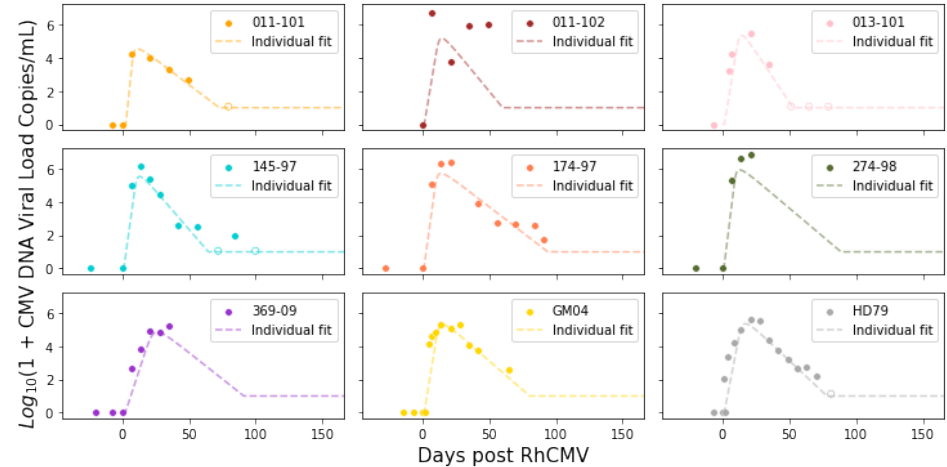 Log10(1 + CMV DNA Viral Load Copies/mL)
6
4
2
0
011-101
Individual fit
011-102
Individual fit
013-101
Individual fit
6
4
2
0
145-97
Individual fit
174-97
Individual fit
274-98
Individual fit
6
4
2
0
369-09
Individual fit
GM04
Individual fit
HD79
Individual fit
0 50 100 150
0 50 100 150
0 50 100 150
Days post RhCMV